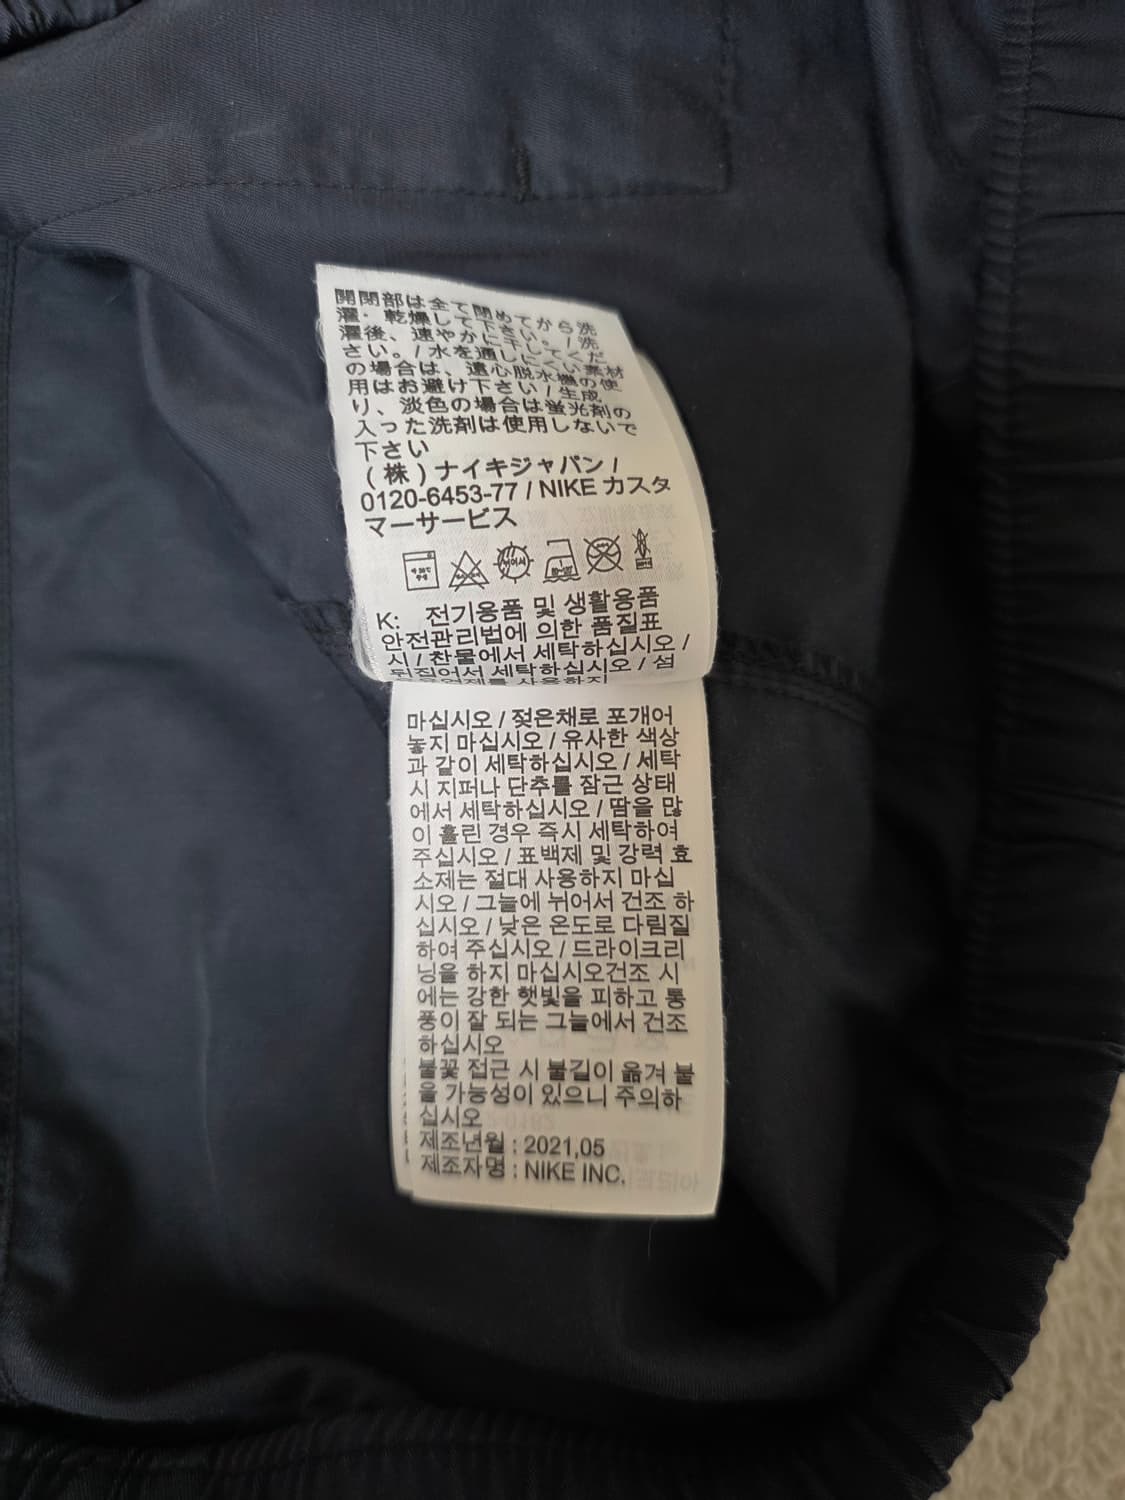 開閉部は全て閉めてから洗
濯・乾燥して下さい。/ 洗
濯後、速やかに干してくだ
さい。/ 水を通しにくい素材
の場合は、遠心脱水機の使
用はお避け下さい / 生成
り、淡色の場合は蛍光剤の
入った洗剤は使用しないで
下さい
(株)ナイキジャパン /
0120-6453-77 / NIKE カスタ
マーサービス
K: 전기용품 및 생활용품
안전관리법에 의한 품질표
시 / 찬물에서 세탁하십시오 /
뒤집어서 세탁하십시오 / 섬
마십시오 / 젖은채로 포개어
놓지 마십시오 / 유사한 색상
과 같이 세탁하십시오 / 세탁
시 지퍼나 단추를 잠근 상태
에서 세탁하십시오 / 땀을 많
이 흘린 경우 즉시 세탁하여
주십시오 / 표백제 및 강력 효
소제는 절대 사용하지 마십
시오 / 그늘에 뉘어서 건조 하
십시오 / 낮은 온도로 다림질
하여 주십시오 / 드라이크리
닝을 하지 마십시오건조 시
에는 강한 햇빛을 피하고 통
풍이 잘 되는 그늘에서 건조
하십시오
불꽃 접근 시 불길이 옮겨 붙
을 가능성이 있으니 주의하
십시오
제조년월 : 2021,05
제조자명 : NIKE INC.